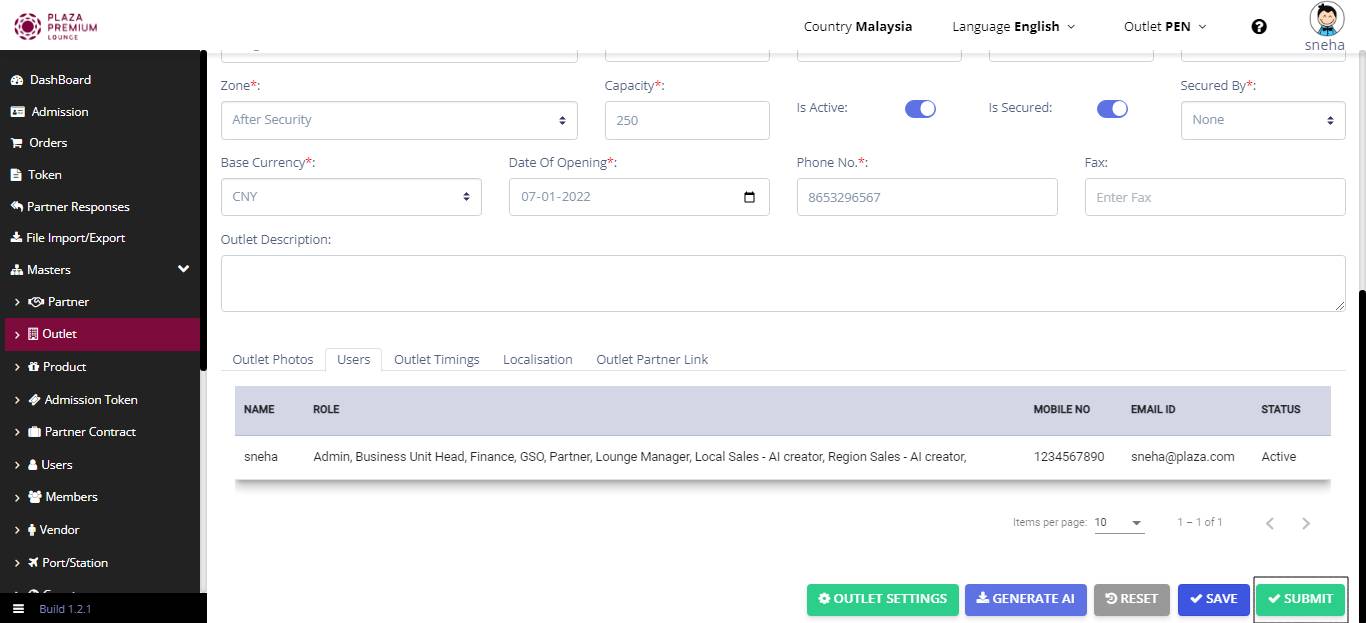 PLAZA
PREMIUM
LOUNGE
Country Malaysia
Language English
Outlet PEN
sneha
DashBoard
Admission
Orders
Token
Partner Responses
File Import/Export
Masters
Partner
Outlet
Product
Admission Token
Partner Contract
Users
Members
Vendor
Port/Station
Build 1.2.1
Zone*:
Capacity*:
Is Active:
Is Secured:
Secured By*:
After Security
250
None
Base Currency*:
Date Of Opening*:
Phone No.*:
Fax:
CNY
07-01-2022
8653296567
Enter Fax
Outlet Description:
Outlet Photos Users Outlet Timings Localisation Outlet Partner Link
NAME ROLE MOBILE NO EMAIL ID STATUS
sneha Admin, Business Unit Head, Finance, GSO, Partner, Lounge Manager, Local Sales - AI creator, Region Sales - AI creator, 1234567890 sneha@plaza.com Active
Items per page: 10 1 – 1 of 1
OUTLET SETTINGS GENERATE AI RESET SAVE SUBMIT